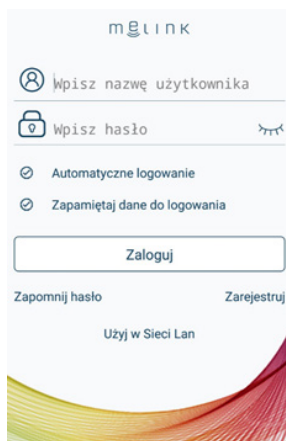 melink
Wpisz nazwę użytkownika
Wpisz hasło
Automatyczne logowanie
Zapamiętaj dane do logowania
Zaloguj
Zapomnij hasło Zarejestruj
Użyj w Sieci Lan